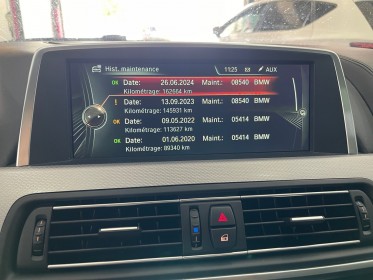 Hist. maintenance 1125 AUX
OK Date: 26.06.2024 Maint.: 08540 BMW
Kilométrage: 162564 km
! Date: 13.09.2023 Maint.: 08540 BMW
Kilométrage: 145931 km
OK Date: 09.05.2022 Maint.: 05414 BMW
Kilométrage: 113627 km
OK Date: 01.06.2020 Maint.: 05414 BMW
Kilométrage: 89340 km